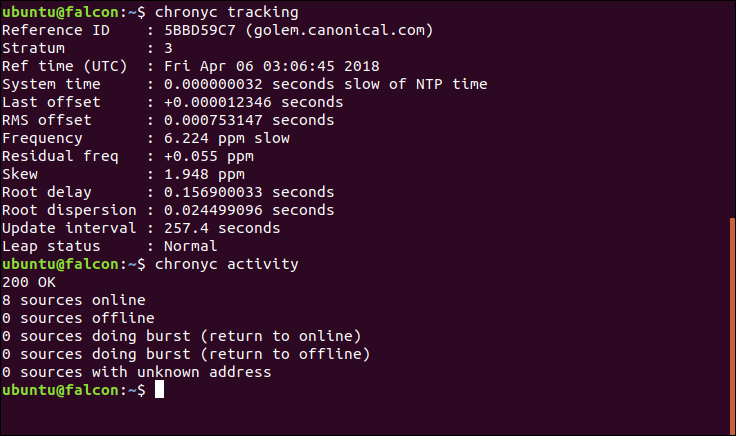 ubuntu@falcon:~$ chronyc tracking
Reference ID    : 5BBD59C7 (golem.canonical.com)
Stratum         : 3
Ref time (UTC)  : Fri Apr 06 03:06:45 2018
System time     : 0.000000032 seconds slow of NTP time
Last offset     : +0.000012346 seconds
RMS offset      : 0.000753147 seconds
Frequency       : 6.224 ppm slow
Residual freq   : +0.055 ppm
Skew            : 1.948 ppm
Root delay      : 0.156900033 seconds
Root dispersion : 0.024499096 seconds
Update interval : 257.4 seconds
Leap status     : Normal
ubuntu@falcon:~$ chronyc activity
200 OK
8 sources online
0 sources offline
0 sources doing burst (return to online)
0 sources doing burst (return to offline)
0 sources with unknown address
ubuntu@falcon:~$